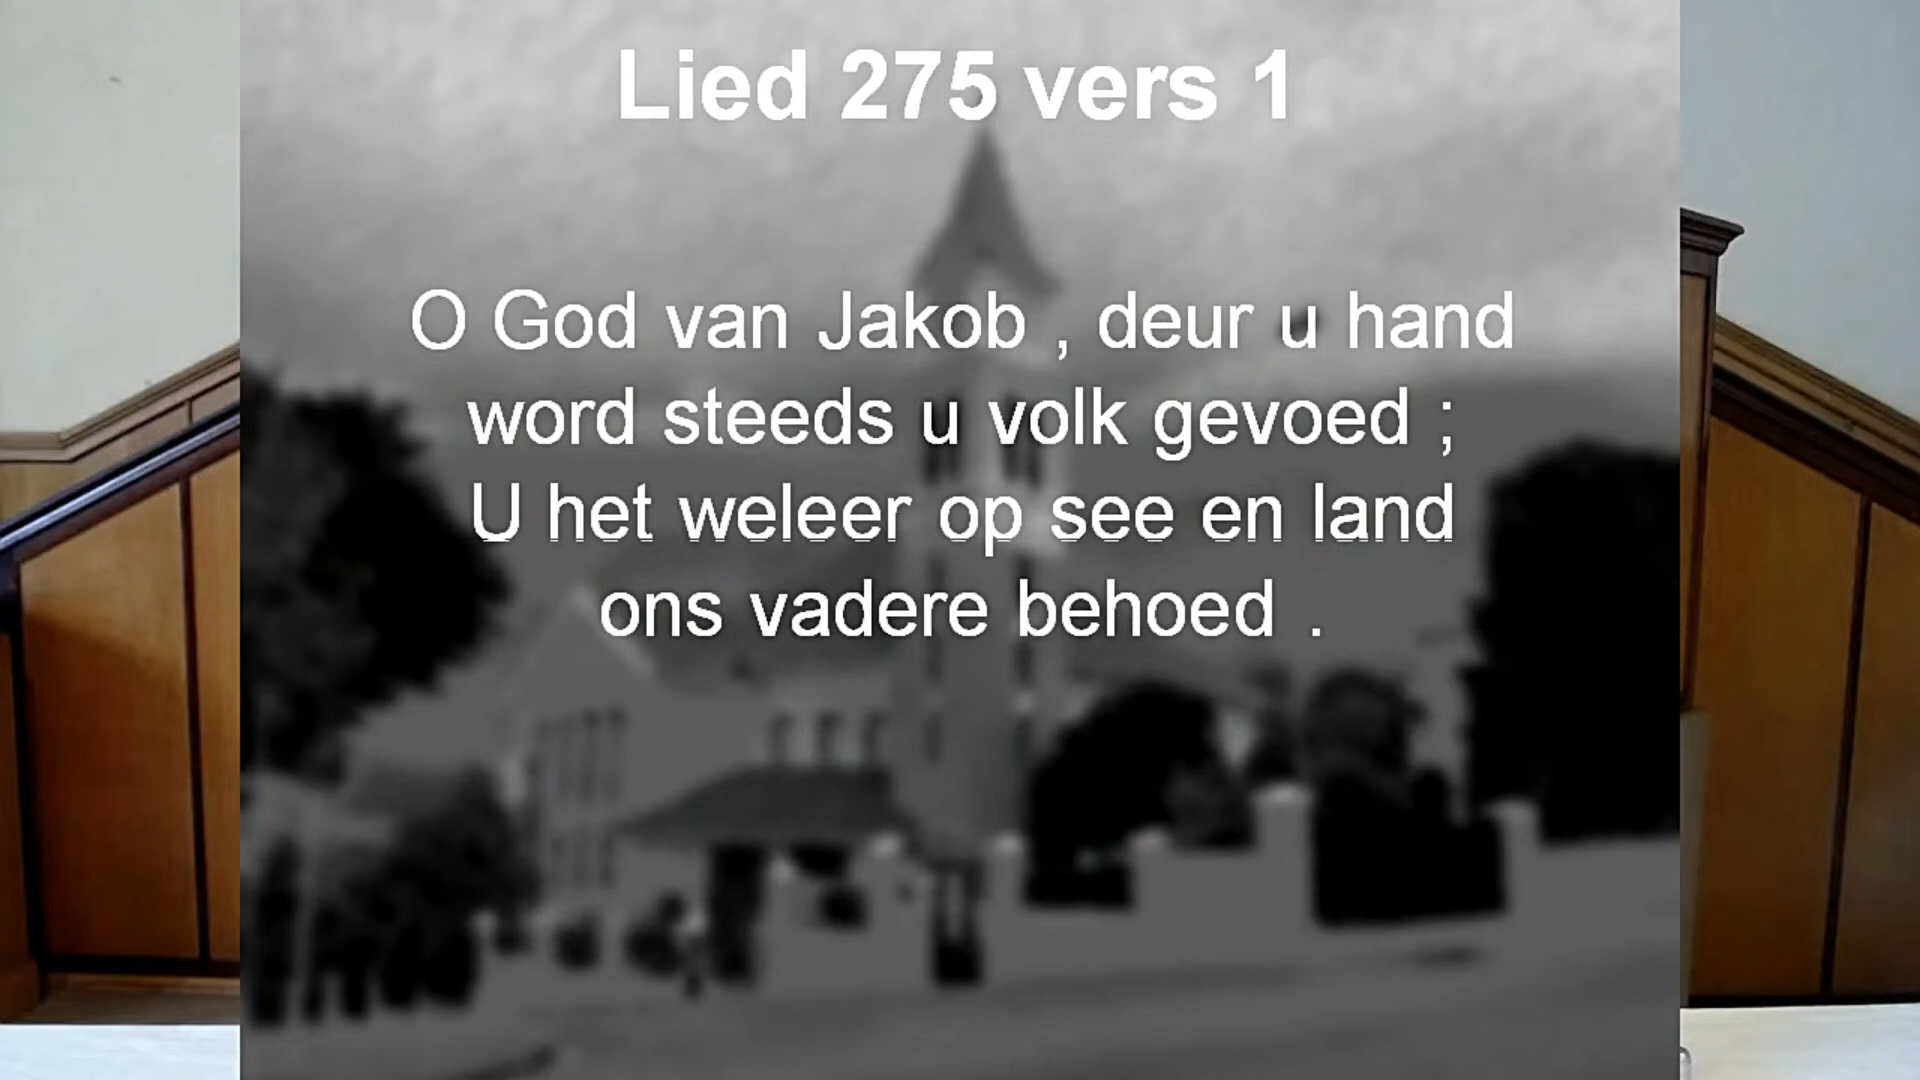 Lied 275 vers 1
O God van Jakob , deur u hand
word steeds u volk gevoed ;
U het weleer op see en land
ons vadere behoed .